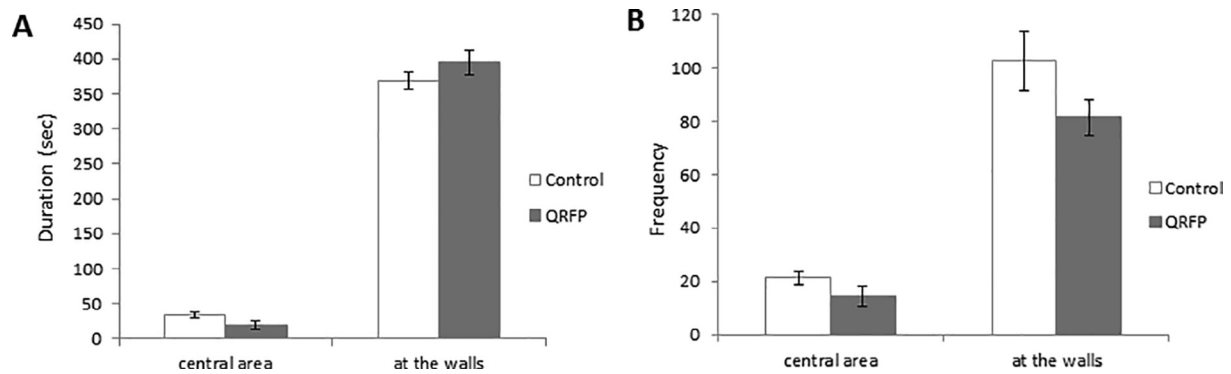 A
450
400
350
300
250
200
150
100
50
0
Duration (sec)
central area
at the walls
Control
QRFP
B
120
100
80
60
40
20
0
Frequency
central area
at the walls
Control
QRFP